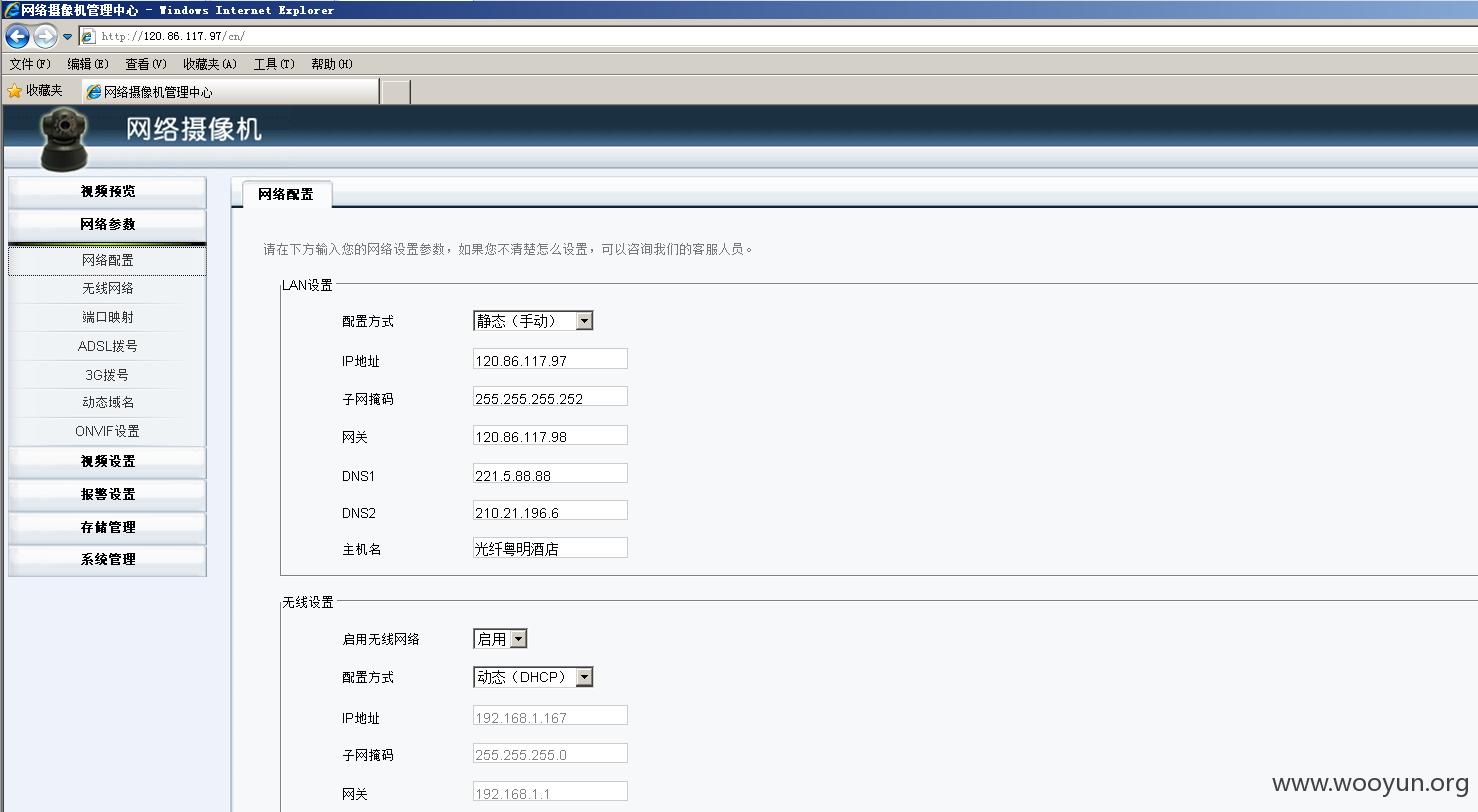 网络摄像机管理中心 - Windows Internet Explorer
http://120.86.117.97/cn/
文件(F) 编辑(E) 查看(V) 收藏夹(A) 工具(T) 帮助(H)
收藏夹 网络摄像机管理中心
网络摄像机
视频预览
网络参数
网络配置
无线网络
端口映射
ADSL拨号
3G拨号
动态域名
ONVIF设置
视频设置
报警设置
存储管理
系统管理
网络配置
请在下方输入您的网络设置参数，如果您不清楚怎么设置，可以咨询我们的客服人员。
LAN设置
配置方式 静态（手动）
IP地址 120.86.117.97
子网掩码 255.255.255.252
网关 120.86.117.98
DNS1 221.5.88.88
DNS2 210.21.196.6
主机名 光纤粤明酒店
无线设置
启用无线网络 启用
配置方式 动态（DHCP）
IP地址 192.168.1.167
子网掩码 255.255.255.0
网关 192.168.1.1
www.wooyun.org